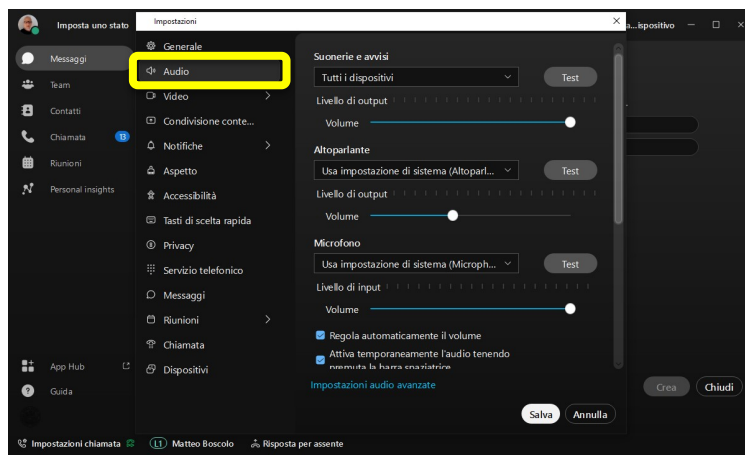 Imposta uno stato
Impostazioni
a...ispositivo
Messaggi
Team
Contatti
Chiamata
13
Riunioni
Personal insights
App Hub
Guida
Generale
Audio
Video
Condivisione conte...
Notifiche
Aspetto
Accessibilità
Tasti di scelta rapida
Privacy
Servizio telefonico
Messaggi
Riunioni
Chiamata
Dispositivi
Suonerie e avvisi
Tutti i dispositivi
Test
Livello di output
Volume
Altoparlante
Usa impostazione di sistema (Altoparl...
Test
Livello di output
Volume
Microfono
Usa impostazione di sistema (Microph...
Test
Livello di input
Volume
Regola automaticamente il volume
Attiva temporaneamente l'audio tenendo
premuta la barra spaziatrice
Impostazioni audio avanzate
Salva
Annulla
Crea
Chiudi
Impostazioni chiamata
L1 Matteo Boscolo
Risposta per assente